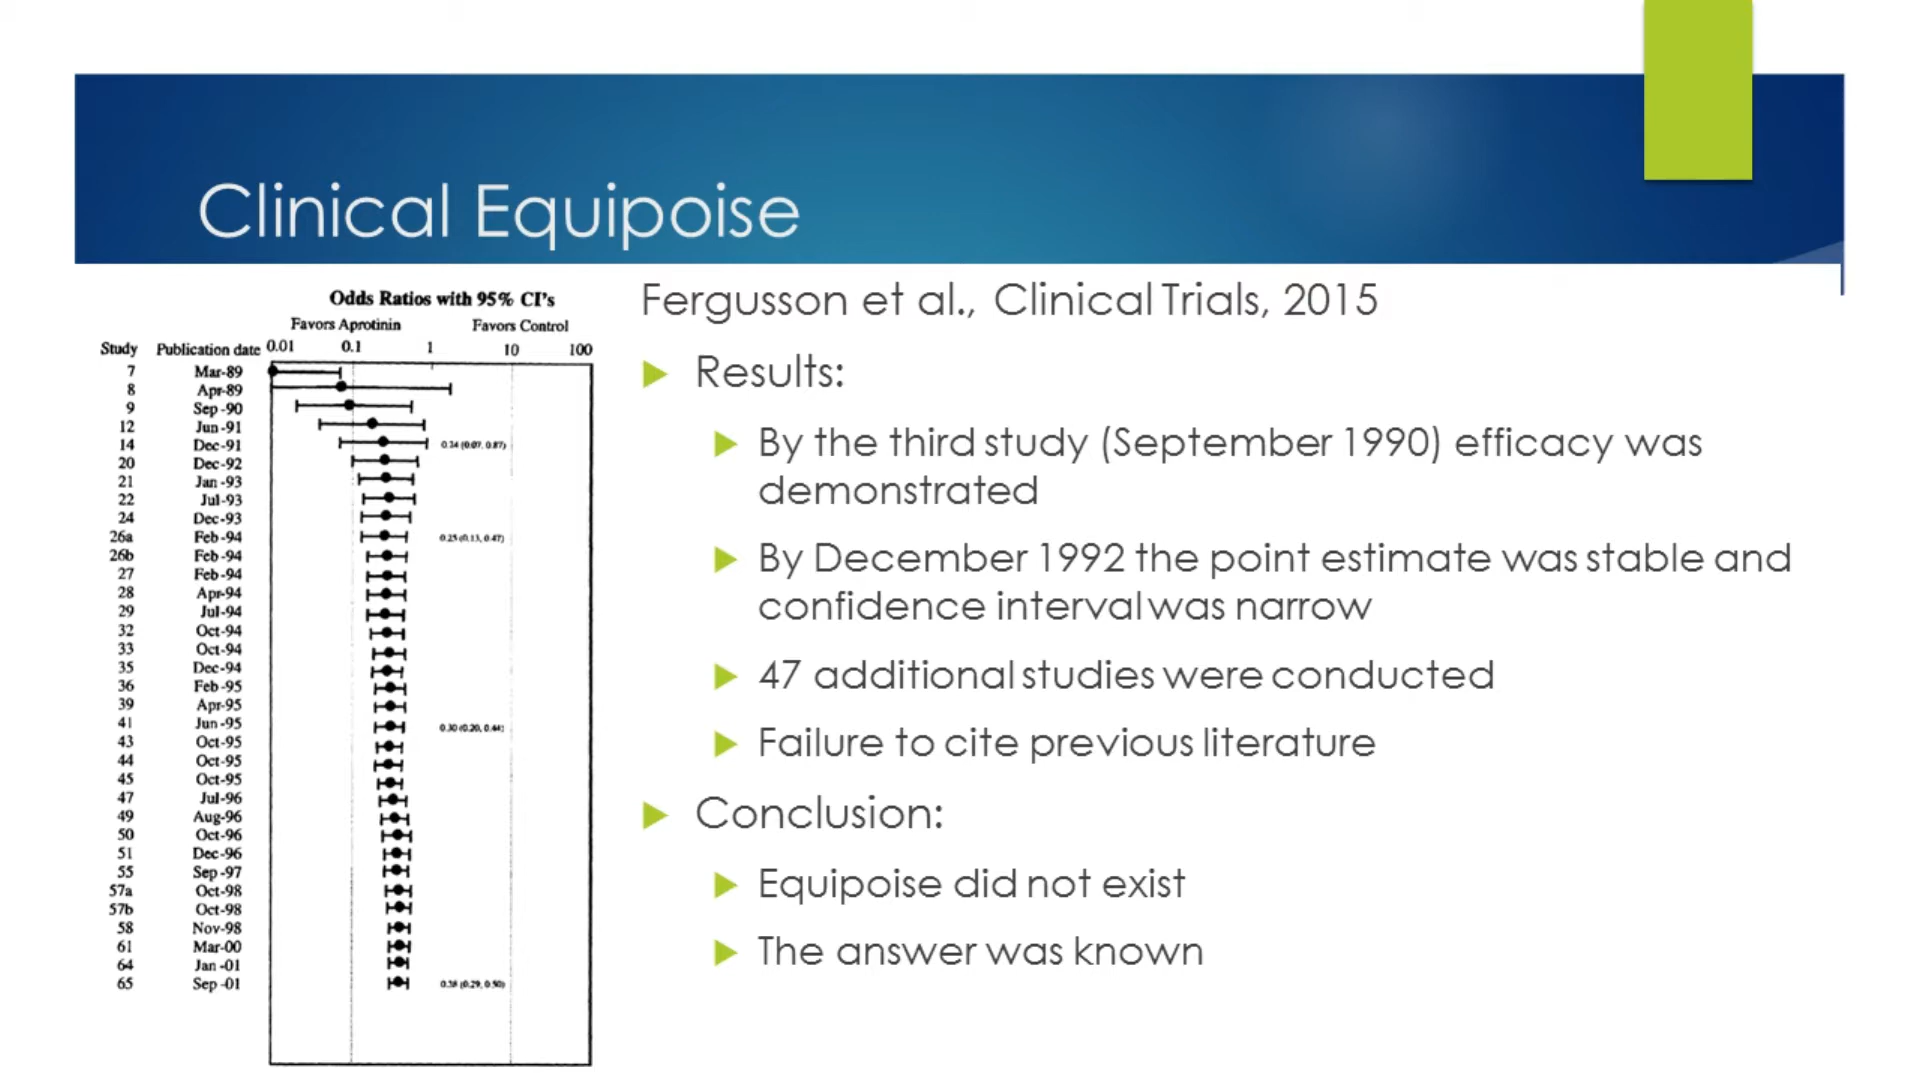 Clinical Equipoise
Odds Ratios with 95% CI's
Favors Aprotinin Favors Control
Study Publication date 0.01 0.1 1 10 100
7 Mar-89
8 Apr-89
9 Sep-90
12 Jun-91
14 Dec-91 0.24 (0.07, 0.87)
20 Dec-92
21 Jan-93
22 Jul-93
24 Dec-93
26a Feb-94 0.25 (0.13, 0.47)
26b Feb-94
27 Feb-94
28 Apr-94
29 Jul-94
32 Oct-94
33 Oct-94
35 Dec-94
36 Feb-95
39 Apr-95
41 Jun-95 0.30 (0.20, 0.44)
43 Oct-95
44 Oct-95
45 Oct-95
47 Jul-96
49 Aug-96
50 Oct-96
51 Dec-96
55 Sep-97
57a Oct-98
57b Oct-98
58 Nov-98
61 Mar-00
64 Jan-01
65 Sep-01 0.38 (0.29, 0.50)
Fergusson et al., Clinical Trials, 2015
Results:
By the third study (September 1990) efficacy was
demonstrated
By December 1992 the point estimate was stable and
confidence interval was narrow
47 additional studies were conducted
Failure to cite previous literature
Conclusion:
Equipoise did not exist
The answer was known